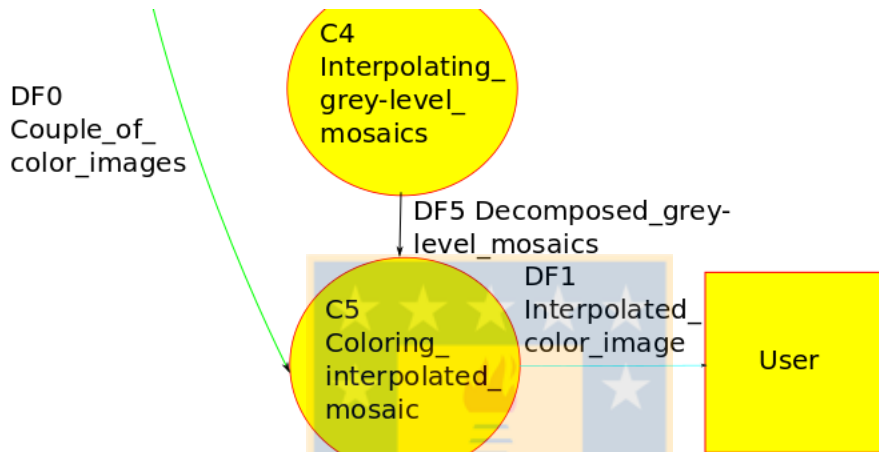 C4
Interpolating_
grey-level_
mosaics
DF0
Couple_of_
color_images
DF5 Decomposed_grey-
level_mosaics
DF1
Interpolated_
color_image
C5
Coloring_
interpolated_
mosaic
User